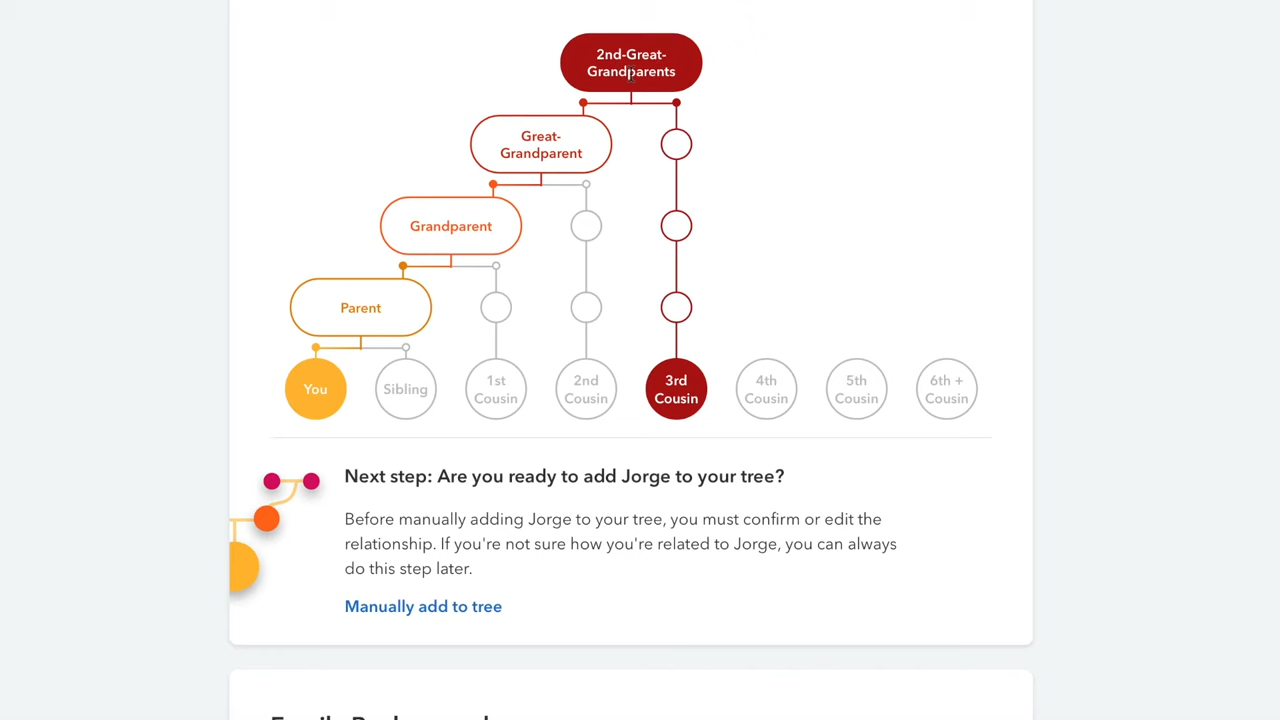 2nd-Great-
Grandparents
Great-
Grandparent
Grandparent
Parent
You
Sibling
1st
Cousin
2nd
Cousin
3rd
Cousin
4th
Cousin
5th
Cousin
6th +
Cousin
Next step: Are you ready to add Jorge to your tree?
Before manually adding Jorge to your tree, you must confirm or edit the
relationship. If you're not sure how you're related to Jorge, you can always
do this step later.
Manually add to tree